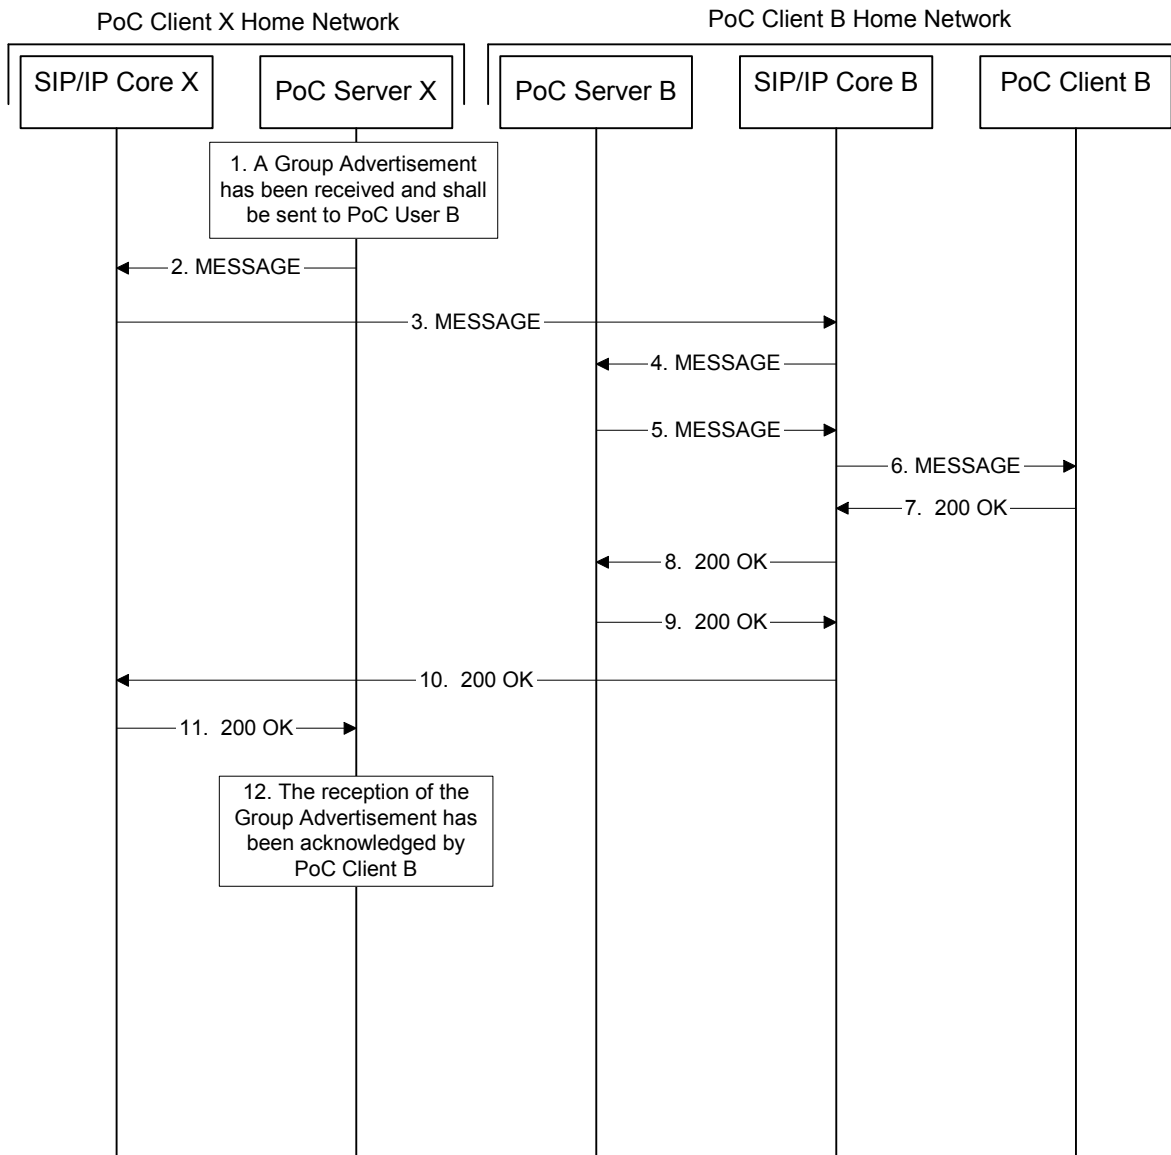 PoC Client X Home Network
PoC Client B Home Network
SIP/IP Core X
PoC Server X
PoC Server B
SIP/IP Core B
PoC Client B
1. A Group Advertisement
has been received and shall
be sent to PoC User B
2. MESSAGE
3. MESSAGE
4. MESSAGE
5. MESSAGE
6. MESSAGE
7. 200 OK
8. 200 OK
9. 200 OK
10. 200 OK
11. 200 OK
12. The reception of the
Group Advertisement has
been acknowledged by
PoC Client B